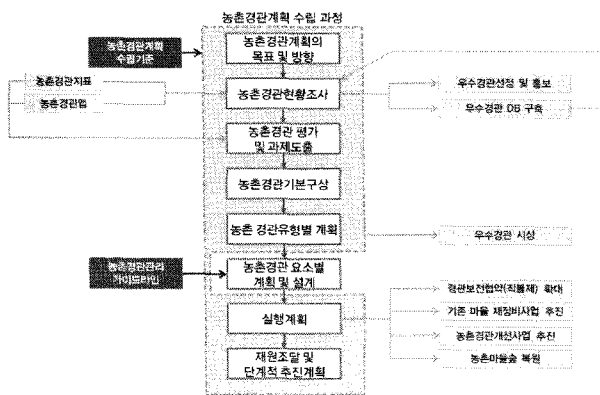 농촌경관계획 수립 과정
농촌경관계획
수립기준
농촌경관계획의
목표 및 방향
농촌경관지표
농촌경관맵
농촌경관현황조사
우수경관선정 및 홍보
우수경관 DB 구축
농촌경관 평가
및 과제도출
농촌경관기본구상
농촌 경관유형별 계획
우수경관 시상
농촌경관관리
가이드라인
농촌경관 요소별
계획 및 설계
경관보전협약(직불제) 확대
실행계획
기존 마을 재정비사업 추진
농촌경관개선사업 추진
재원조달 및
단계적 추진계획
농촌마을숲 복원